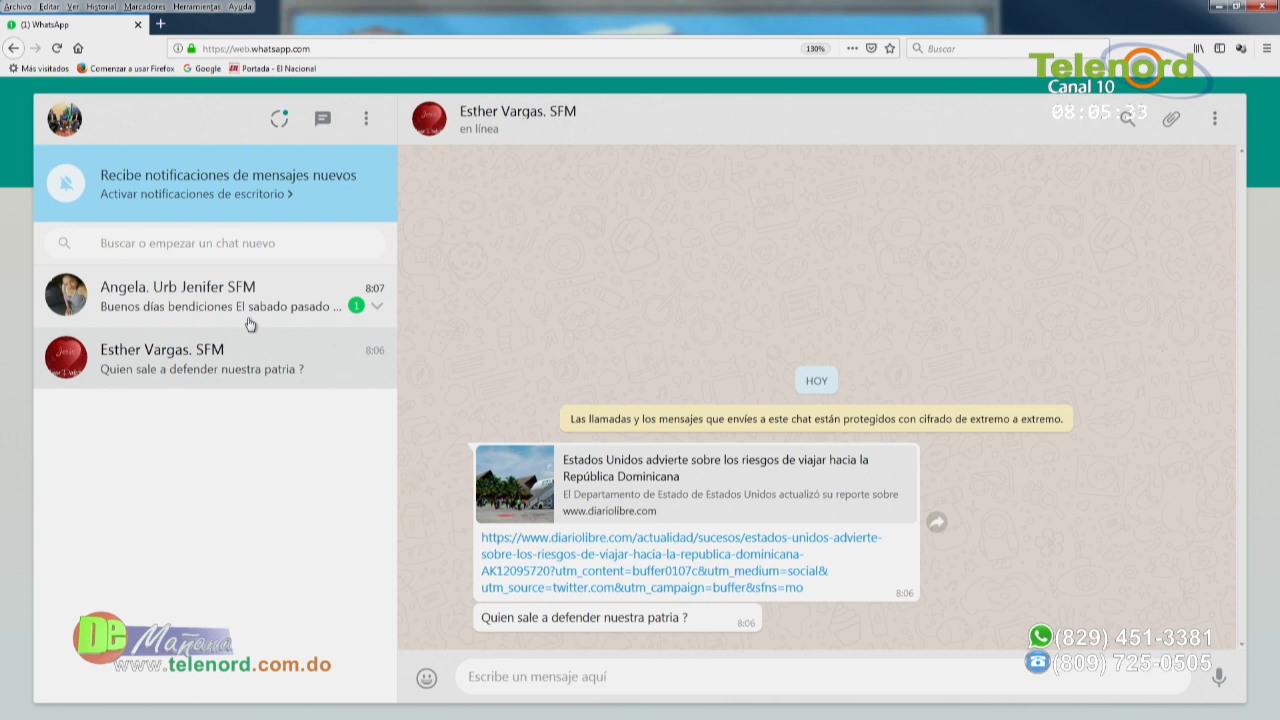 Archivo Editar Ver Historial Marcadores Herramientas Ayuda
(1) WhatsApp
https://web.whatsapp.com
130%
Buscar
Más visitados
Comenzar a usar Firefox
Google
Portada - El Nacional
Telenord
Canal 10
08:05:33
Esther Vargas. SFM
en línea
Recibe notificaciones de mensajes nuevos
Activar notificaciones de escritorio >
Buscar o empezar un chat nuevo
Angela. Urb Jenifer SFM
8:07
Buenos días bendiciones El sabado pasado ...
1
Esther Vargas. SFM
8:06
Quien sale a defender nuestra patria ?
HOY
Las llamadas y los mensajes que envíes a este chat están protegidos con cifrado de extremo a extremo.
Estados Unidos advierte sobre los riesgos de viajar hacia la
República Dominicana
El Departamento de Estado de Estados Unidos actualizó su reporte sobre
www.diariolibre.com
https://www.diariolibre.com/actualidad/sucesos/estados-unidos-advierte-
sobre-los-riesgos-de-viajar-hacia-la-republica-dominicana-
AK12095720?utm_content=buffer0107c&utm_medium=social&
utm_source=twitter.com&utm_campaign=buffer&sfns=mo
8:06
Quien sale a defender nuestra patria ?
8:06
De Mañana
www.telenord.com.do
(829) 451-3381
(809) 725-0505
Escribe un mensaje aquí